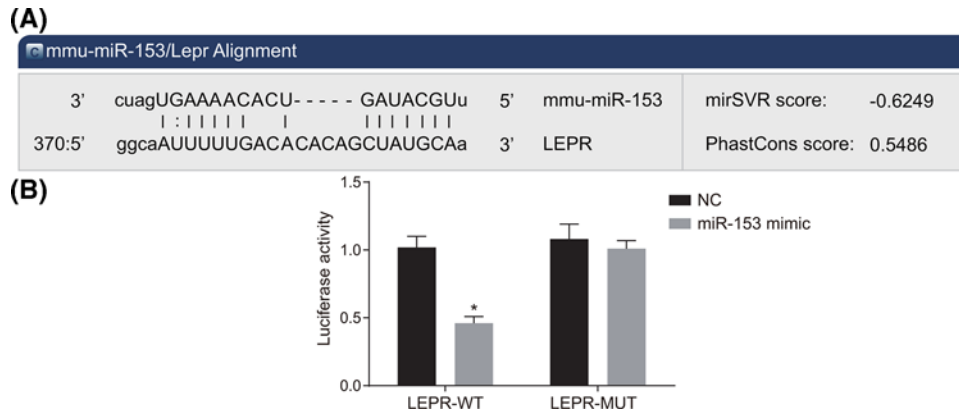 (A)
C mmu-miR-153/Lepr Alignment
3' cuagUGAAAACACU-----GAUACGUu 5' mmu-miR-153 mirSVR score: -0.6249
| : | | | | | | | | | | | | |
370:5' ggcaAUUUUUGACACACAGCUAUGCAa 3' LEPR PhastCons score: 0.5486
(B)
1.5
1.0
0.5
0.0
Luciferase activity
*
NC
miR-153 mimic
LEPR-WT LEPR-MUT